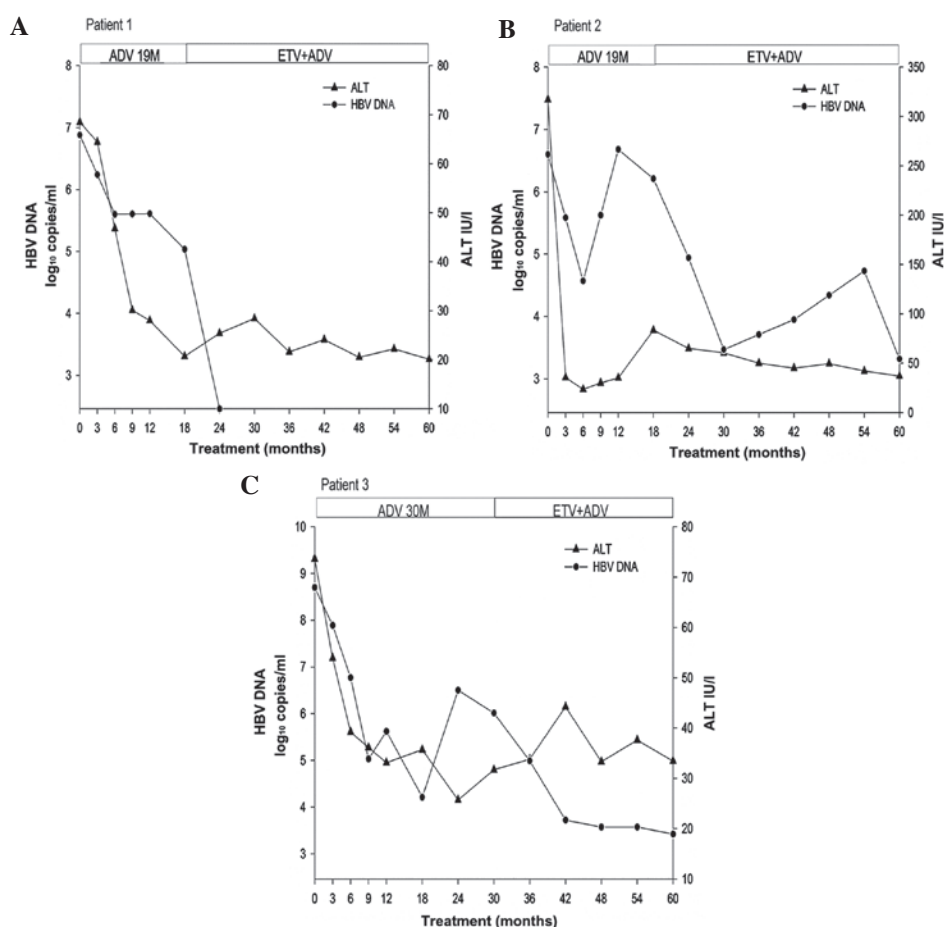 A
Patient 1
ADV 19M ETV+ADV
8 80
ALT
HBV DNA
7 70
6 60
50
5
40
4
30
20
3
10
HBV DNA
log₁₀ copies/ml
ALT IU/l
0 3 6 9 12 18 24 30 36 42 48 54 60
Treatment (months)
B
Patient 2
ADV 19M ETV+ADV
8 350
ALT
HBV DNA
300
7
250
6
200
5
150
4
100
50
3
0
HBV DNA
log₁₀ copies/ml
ALT IU/l
0 3 6 9 12 18 24 30 36 42 48 54 60
Treatment (months)
C
Patient 3
ADV 30M ETV+ADV
10 80
ALT
HBV DNA
9 70
8
60
7
50
6
40
5
30
4
20
3
10
HBV DNA
log₁₀ copies/ml
ALT IU/l
0 3 6 9 12 18 24 30 36 42 48 54 60
Treatment (months)